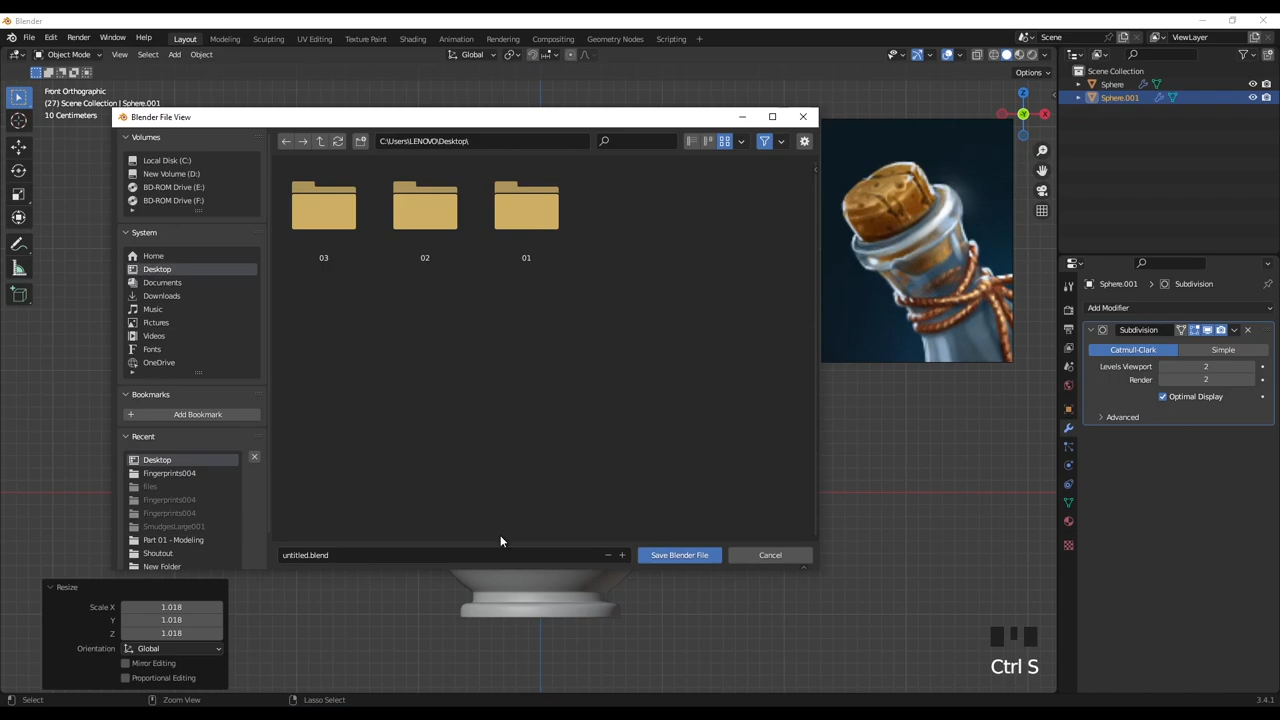 Blender
File Edit Render Window Help Layout Modeling Sculpting UV Editing Texture Paint Shading Animation Rendering Compositing Geometry Nodes Scripting + Scene ViewLayer
Object Mode View Select Add Object Global
Options
Front Orthographic
(27) Scene Collection | Sphere.001
10 Centimeters
Z
X
Y
Scene Collection
Sphere
Sphere.001
Blender File View
Volumes
Local Disk (C:)
New Volume (D:)
BD-ROM Drive (E:)
BD-ROM Drive (F:)
System
Home
Desktop
Documents
Downloads
Music
Pictures
Videos
Fonts
OneDrive
Bookmarks
Add Bookmark
Recent
Desktop
Fingerprints004
files
Fingerprints004
Fingerprints004
SmudgesLarge001
Part 01 - Modeling
Shoutout
New Folder
C:\Users\LENOVO\Desktop\
03 02 01
untitled.blend
Save Blender File Cancel
Sphere.001 > Subdivision
Add Modifier
Subdivision
Catmull-Clark Simple
Levels Viewport 2
Render 2
Optimal Display
Advanced
Resize
Scale X 1.018
Y 1.018
Z 1.018
Orientation Global
Mirror Editing
Proportional Editing
Ctrl S
Select Zoom View Lasso Select 3.4.1